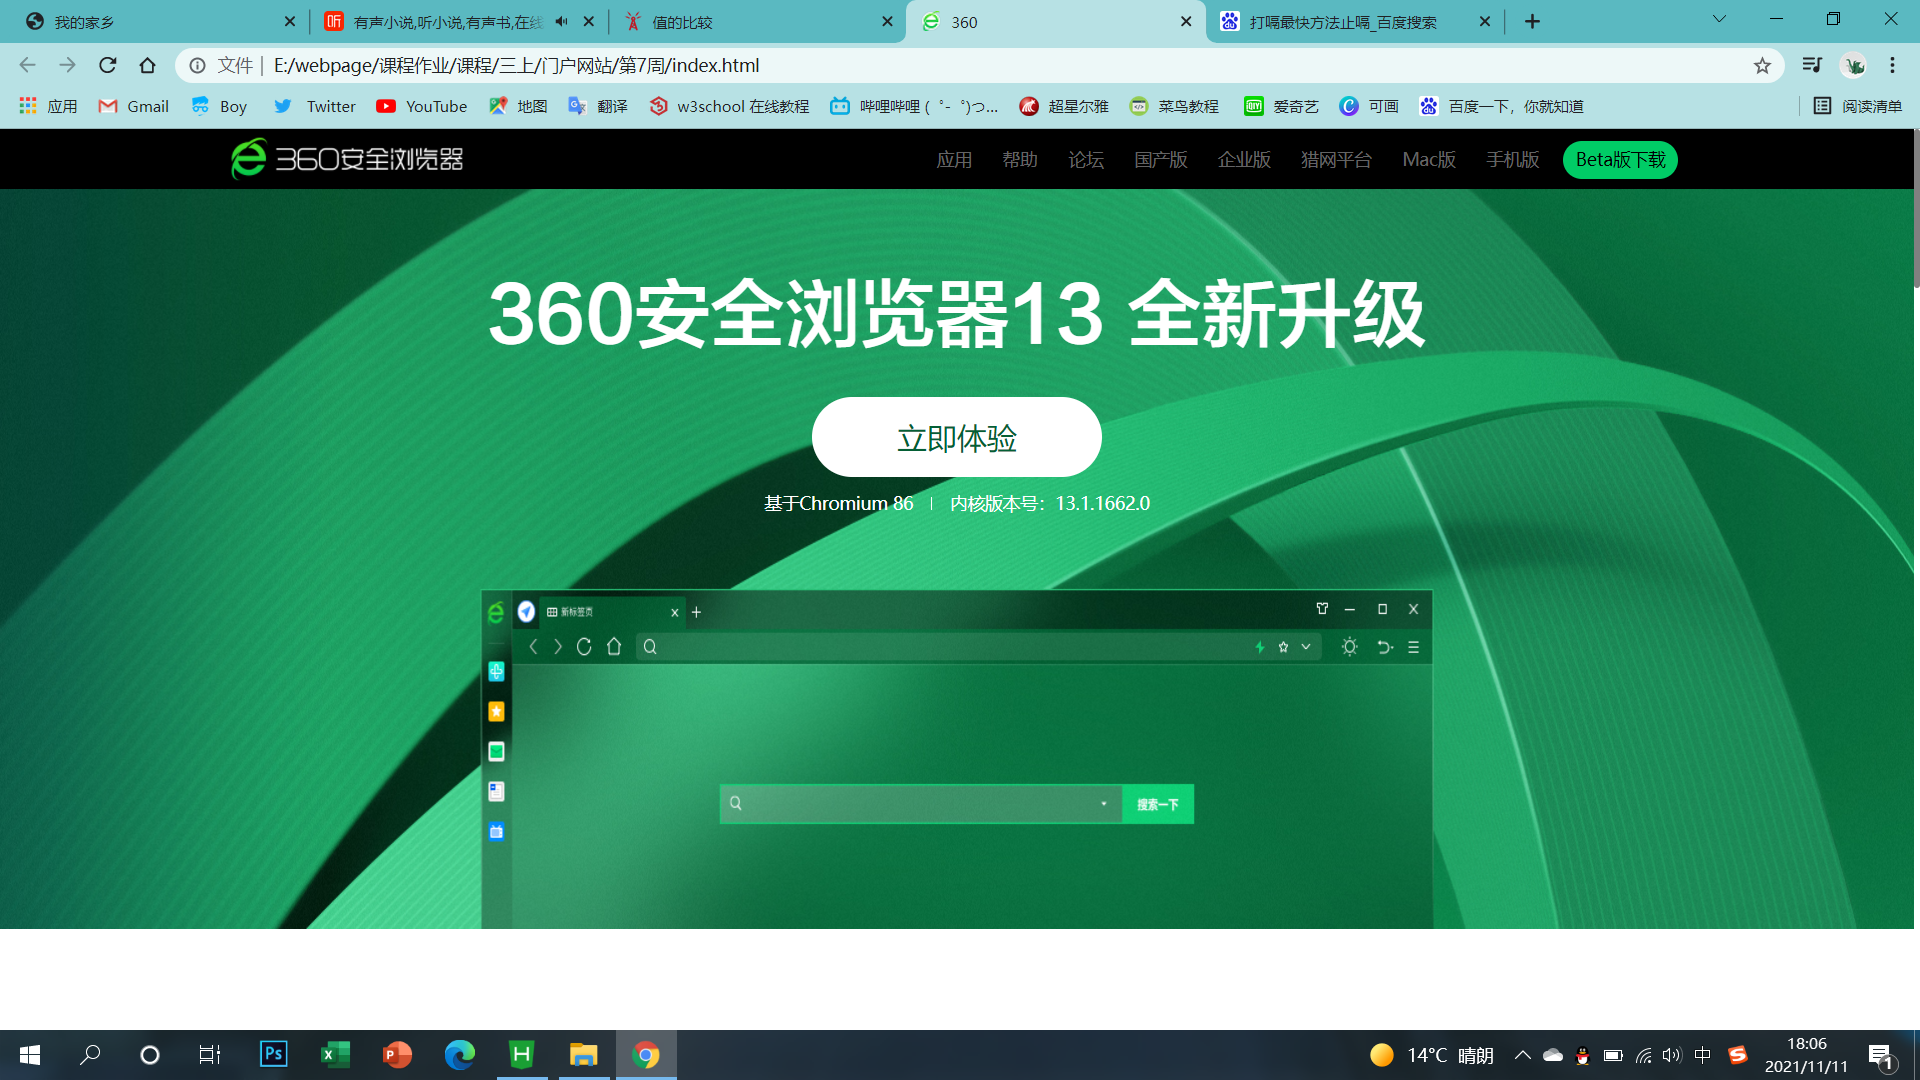 我的家乡
有声小说,听小说,有声书,在线
值的比较
360
打嗝最快方法止嗝_百度搜索
文件 | E:/webpage/课程作业/课程/三上/门户网站/第7周/index.html
应用 Gmail Boy Twitter YouTube 地图 翻译 w3school 在线教程 哔哩哔哩 (゜-゜)つ... 超星尔雅 菜鸟教程 爱奇艺 可画 百度一下，你就知道 阅读清单
360安全浏览器
应用 帮助 论坛 国产版 企业版 猎网平台 Mac版 手机版 Beta版下载
360安全浏览器13 全新升级
立即体验
基于Chromium 86 | 内核版本号：13.1.1662.0
新标签页
搜索一下
14°C 晴朗
中
18:06
2021/11/11
1